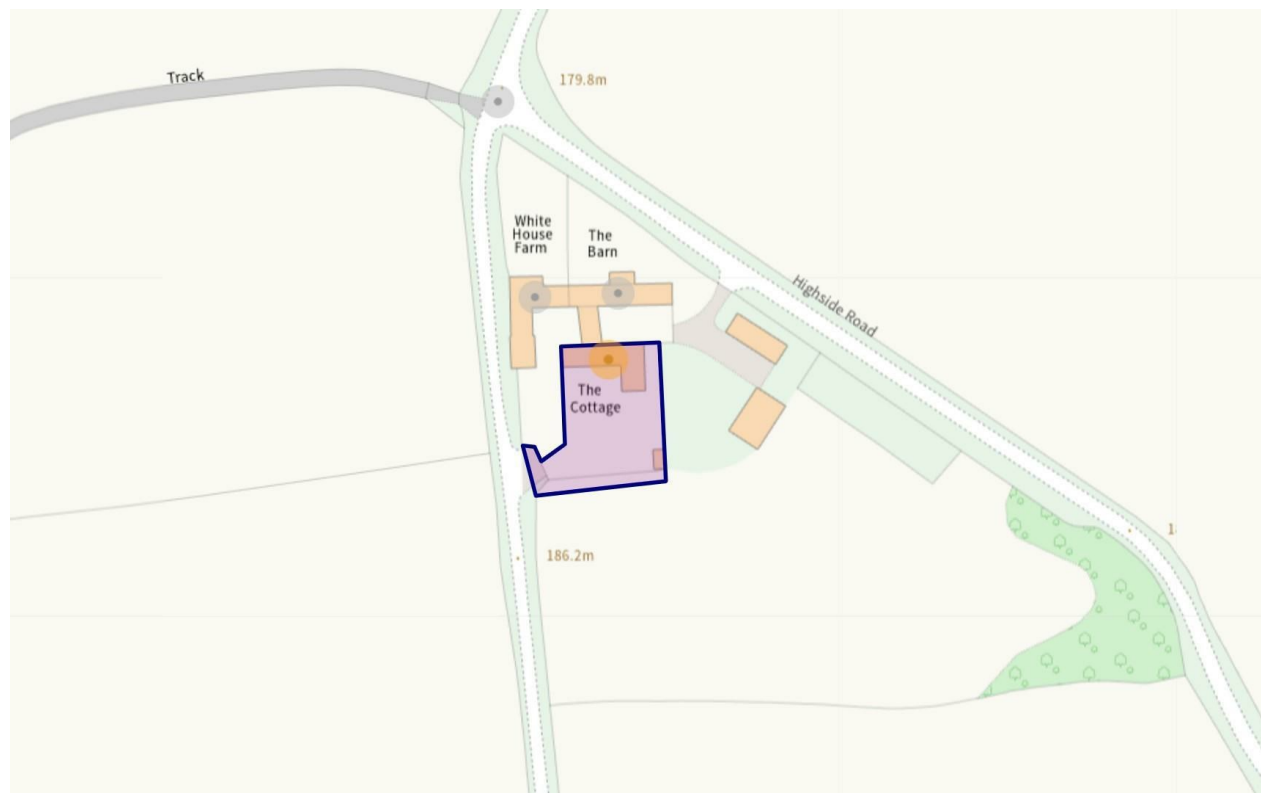 Track
179.8m
White
House
Farm
The
Barn
Highside Road
The
Cottage
186.2m